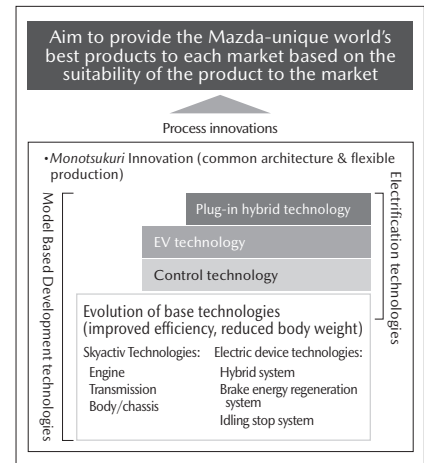 Aim to provide the Mazda-unique world's
best products to each market based on the
suitability of the product to the market
Process innovations
•Monotsukuri Innovation (common architecture & flexible
production)
Model Based Development technologies
Electrification technologies
Plug-in hybrid technology
EV technology
Control technology
Evolution of base technologies
(improved efficiency, reduced body weight)
Skyactiv Technologies:
Engine
Transmission
Body/chassis
Electric device technologies:
Hybrid system
Brake energy regeneration
system
Idling stop system